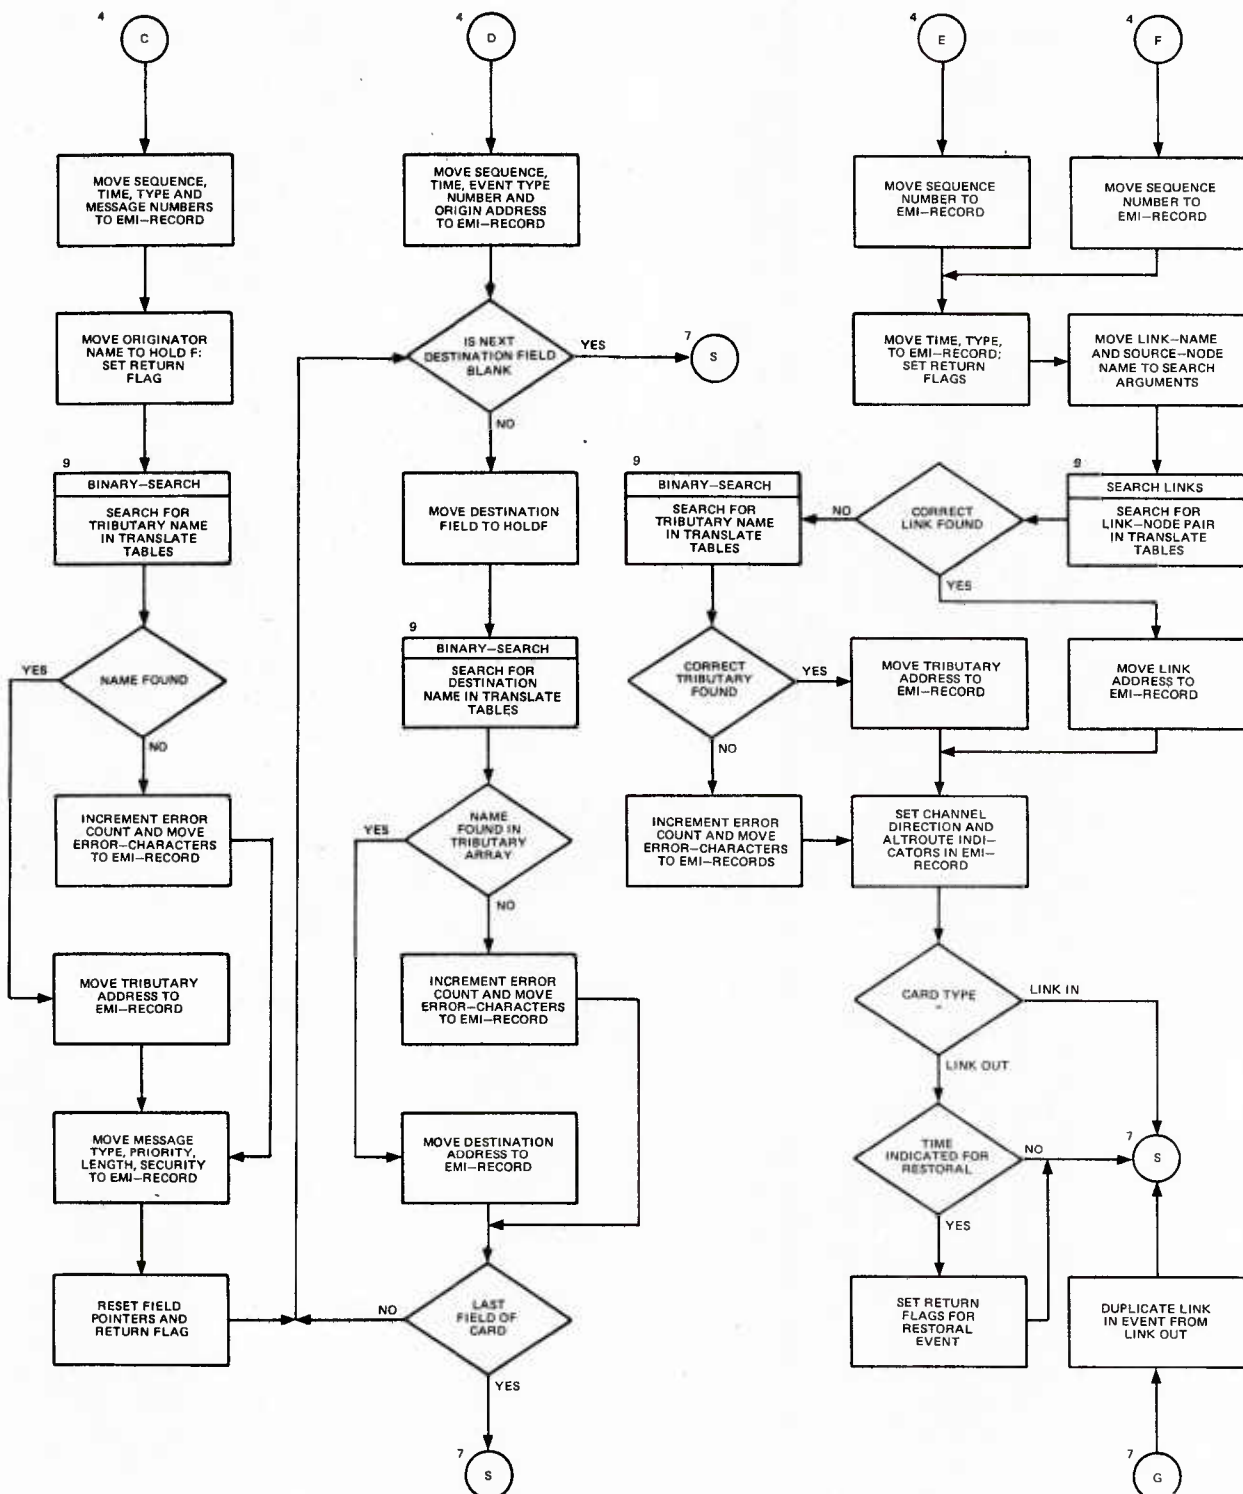 4
C
MOVE SEQUENCE,
TIME, TYPE AND
MESSAGE NUMBERS
TO EMI–RECORD
MOVE ORIGINATOR
NAME TO HOLD F:
SET RETURN
FLAG
9
BINARY–SEARCH
SEARCH FOR
TRIBUTARY NAME
IN TRANSLATE
TABLES
YES
NAME FOUND
NO
INCREMENT ERROR
COUNT AND MOVE
ERROR–CHARACTERS
TO EMI–RECORD
MOVE TRIBUTARY
ADDRESS TO
EMI–RECORD
MOVE MESSAGE
TYPE, PRIORITY,
LENGTH, SECURITY
TO EMI–RECORD
RESET FIELD
POINTERS AND
RETURN FLAG
4
D
MOVE SEQUENCE,
TIME, EVENT TYPE
NUMBER AND
ORIGIN ADDRESS
TO EMI–RECORD
IS NEXT
DESTINATION FIELD
BLANK
YES
7
S
NO
MOVE DESTINATION
FIELD TO HOLDF
9
BINARY–SEARCH
SEARCH FOR
DESTINATION
NAME IN TRANSLATE
TABLES
YES
NAME
FOUND IN
TRIBUTARY
ARRAY
NO
INCREMENT ERROR
COUNT AND MOVE
ERROR–CHARACTERS
TO EMI–RECORD
MOVE DESTINATION
ADDRESS TO
EMI–RECORD
NO
LAST
FIELD OF
CARD
YES
7
S
4
E
4
F
MOVE SEQUENCE
NUMBER TO
EMI–RECORD
MOVE SEQUENCE
NUMBER TO
EMI–RECORD
MOVE TIME, TYPE,
TO EMI–RECORD;
SET RETURN
FLAGS
MOVE LINK–NAME
AND SOURCE–NODE
NAME TO SEARCH
ARGUMENTS
9
SEARCH LINKS
SEARCH FOR
LINK–NODE PAIR
IN TRANSLATE
TABLES
CORRECT
LINK FOUND
NO
YES
9
BINARY–SEARCH
SEARCH FOR
TRIBUTARY NAME
IN TRANSLATE
TABLES
CORRECT
TRIBUTARY
FOUND
YES
NO
MOVE TRIBUTARY
ADDRESS TO
EMI–RECORD
MOVE LINK
ADDRESS TO
EMI–RECORD
INCREMENT ERROR
COUNT AND MOVE
ERROR–CHARACTERS
TO EMI–RECORDS
SET CHANNEL
DIRECTION AND
ALTROUTE INDI–
CATORS IN EMI–
RECORD
CARD TYPE
=
LINK IN
LINK OUT
TIME
INDICATED FOR
RESTORAL
NO
7
S
YES
SET RETURN
FLAGS FOR
RESTORAL
EVENT
DUPLICATE LINK
IN EVENT FROM
LINK OUT
7
G